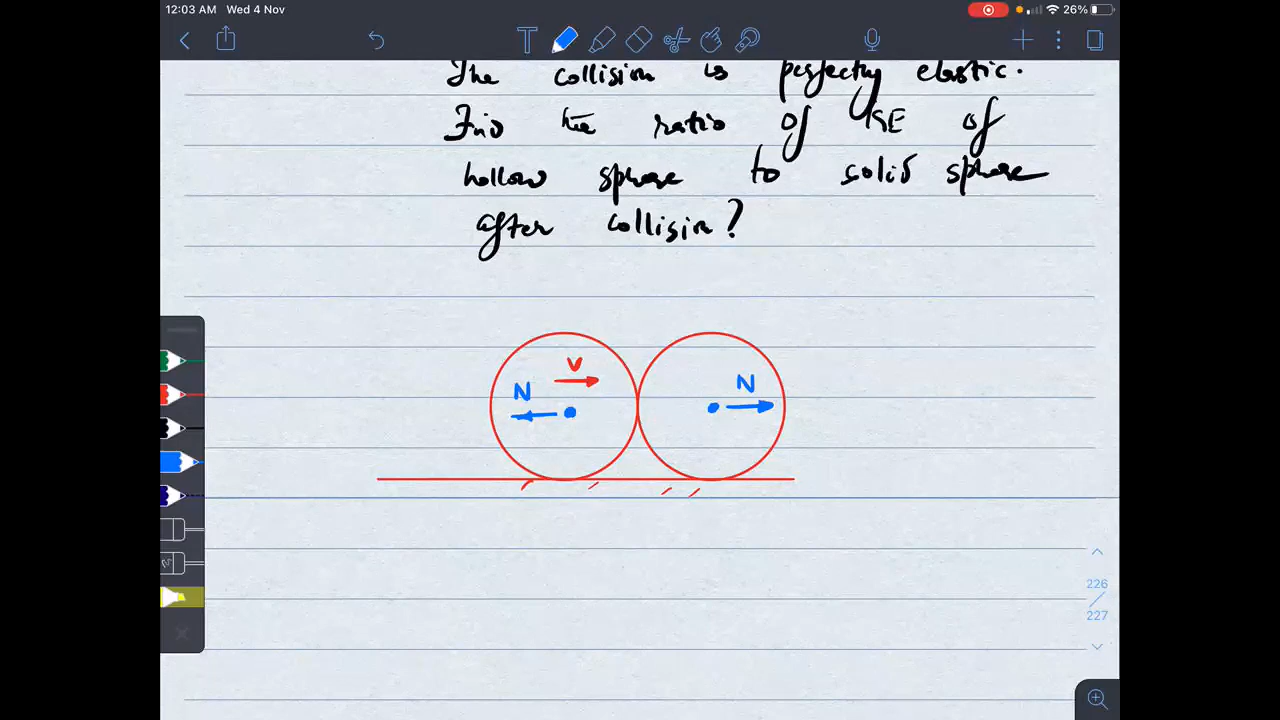 12:03 AM Wed 4 Nov
26%
T
The collision is perfectly elastic.
Find the ratio of KE of
hollow sphere to solid sphere
after collision?
V
N
N
226
227